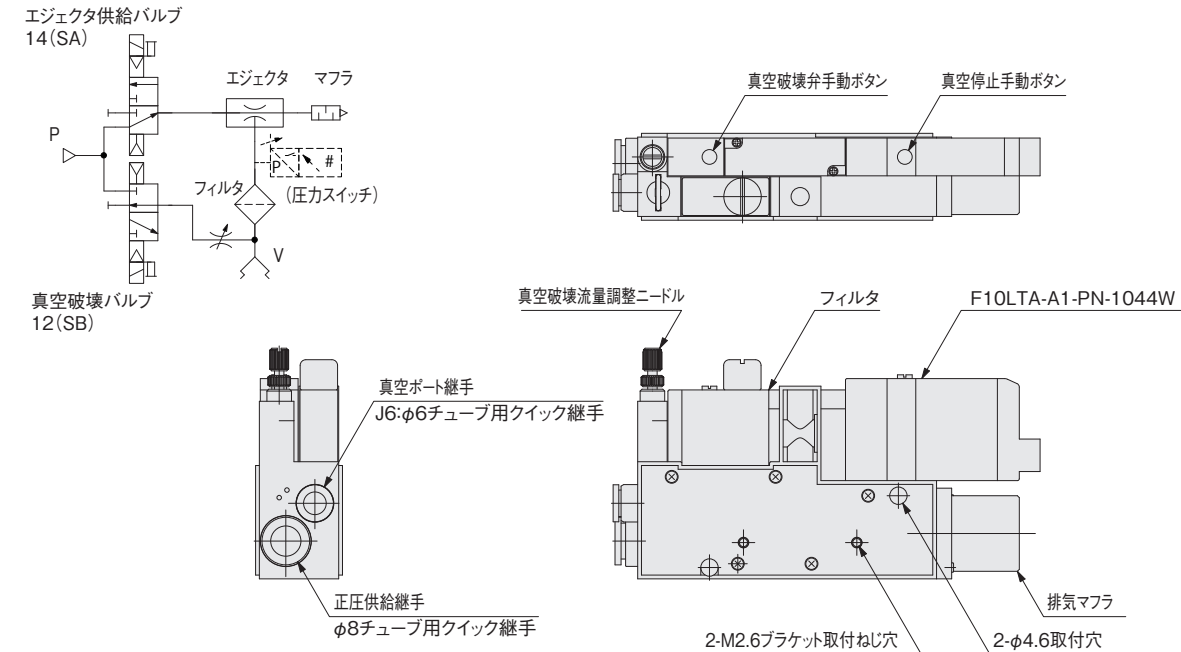 エジェクタ供給バルブ
14(SA)
エジェクタ
マフラ
P
P
#
フィルタ
(圧力スイッチ)
V
真空破壊バルブ
12(SB)
真空破壊弁手動ボタン
真空停止手動ボタン
真空破壊流量調整ニードル
フィルタ
F10LTA-A1-PN-1044W
真空ポート継手
J6:φ6チューブ用クイック継手
正圧供給継手
φ8チューブ用クイック継手
排気マフラ
2-M2.6ブラケット取付ねじ穴
2-φ4.6取付穴